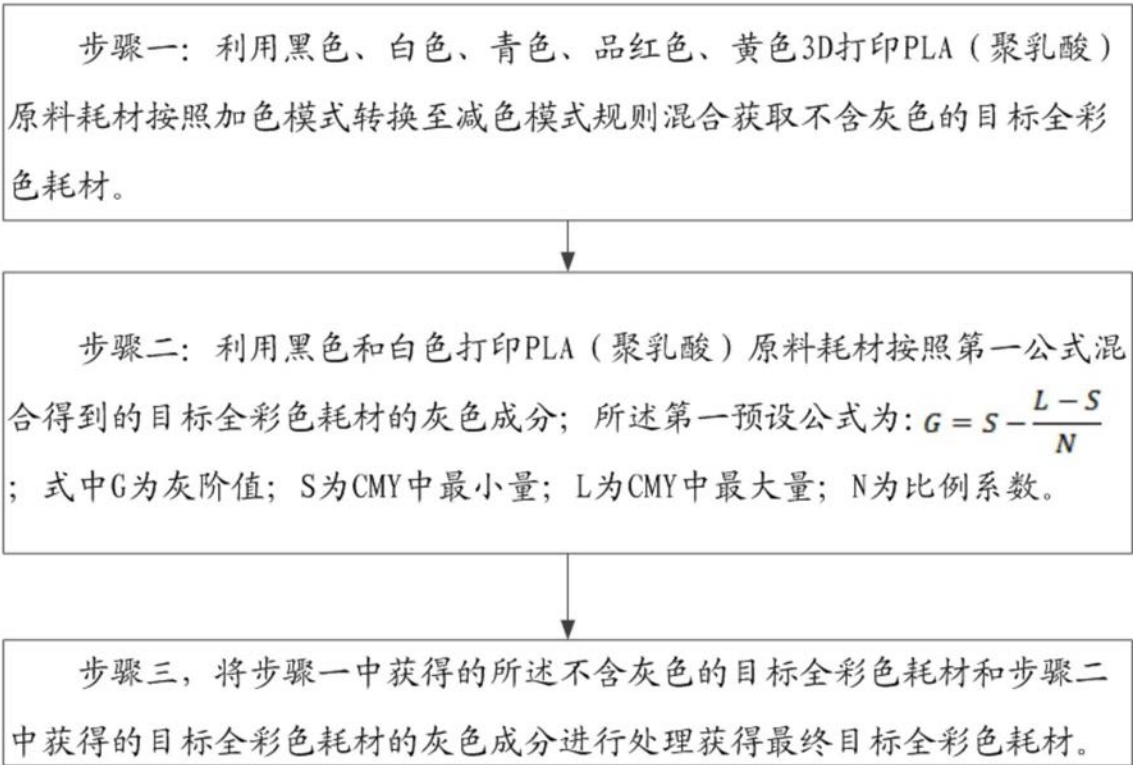 步骤一：利用黑色、白色、青色、品红色、黄色3D打印PLA（聚乳酸）
原料耗材按照加色模式转换至减色模式规则混合获取不含灰色的目标全彩
色耗材。
步骤二：利用黑色和白色打印PLA（聚乳酸）原料耗材按照第一公式混
合得到的目标全彩色耗材的灰色成分；所述第一预设公式为：G = S - (L - S)/N
；式中G为灰阶值；S为CMY中最小量；L为CMY中最大量；N为比例系数。
步骤三，将步骤一中获得的所述不含灰色的目标全彩色耗材和步骤二
中获得的目标全彩色耗材的灰色成分进行处理获得最终目标全彩色耗材。